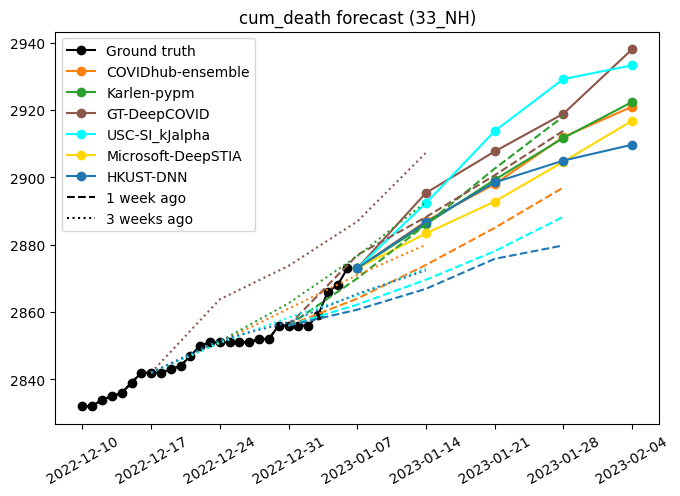 cum_death forecast (33_NH)
2940
2920
2900
2880
2860
2840
Ground truth
COVIDhub-ensemble
Karlen-pypm
GT-DeepCOVID
USC-SI_kJalpha
Microsoft-DeepSTIA
HKUST-DNN
1 week ago
3 weeks ago
2022-12-10
2022-12-17
2022-12-24
2022-12-31
2023-01-07
2023-01-14
2023-01-21
2023-01-28
2023-02-04